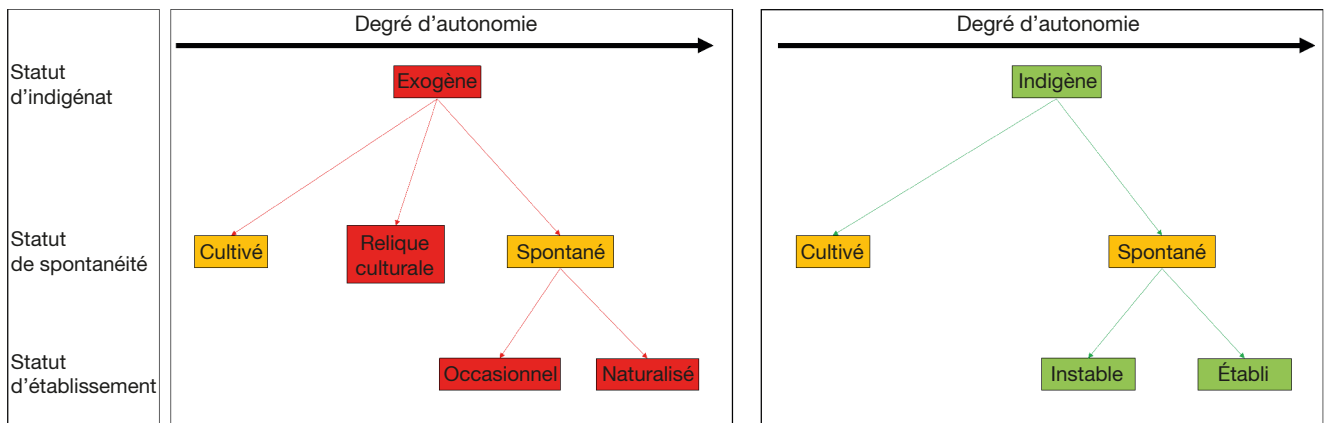 Degré d’autonomie
Degré d’autonomie
Statut
d’indigénat
Exogène
Indigène
Statut
de spontanéité
Cultivé
Relique
culturale
Spontané
Cultivé
Spontané
Statut
d’établissement
Occasionnel
Naturalisé
Instable
Établi